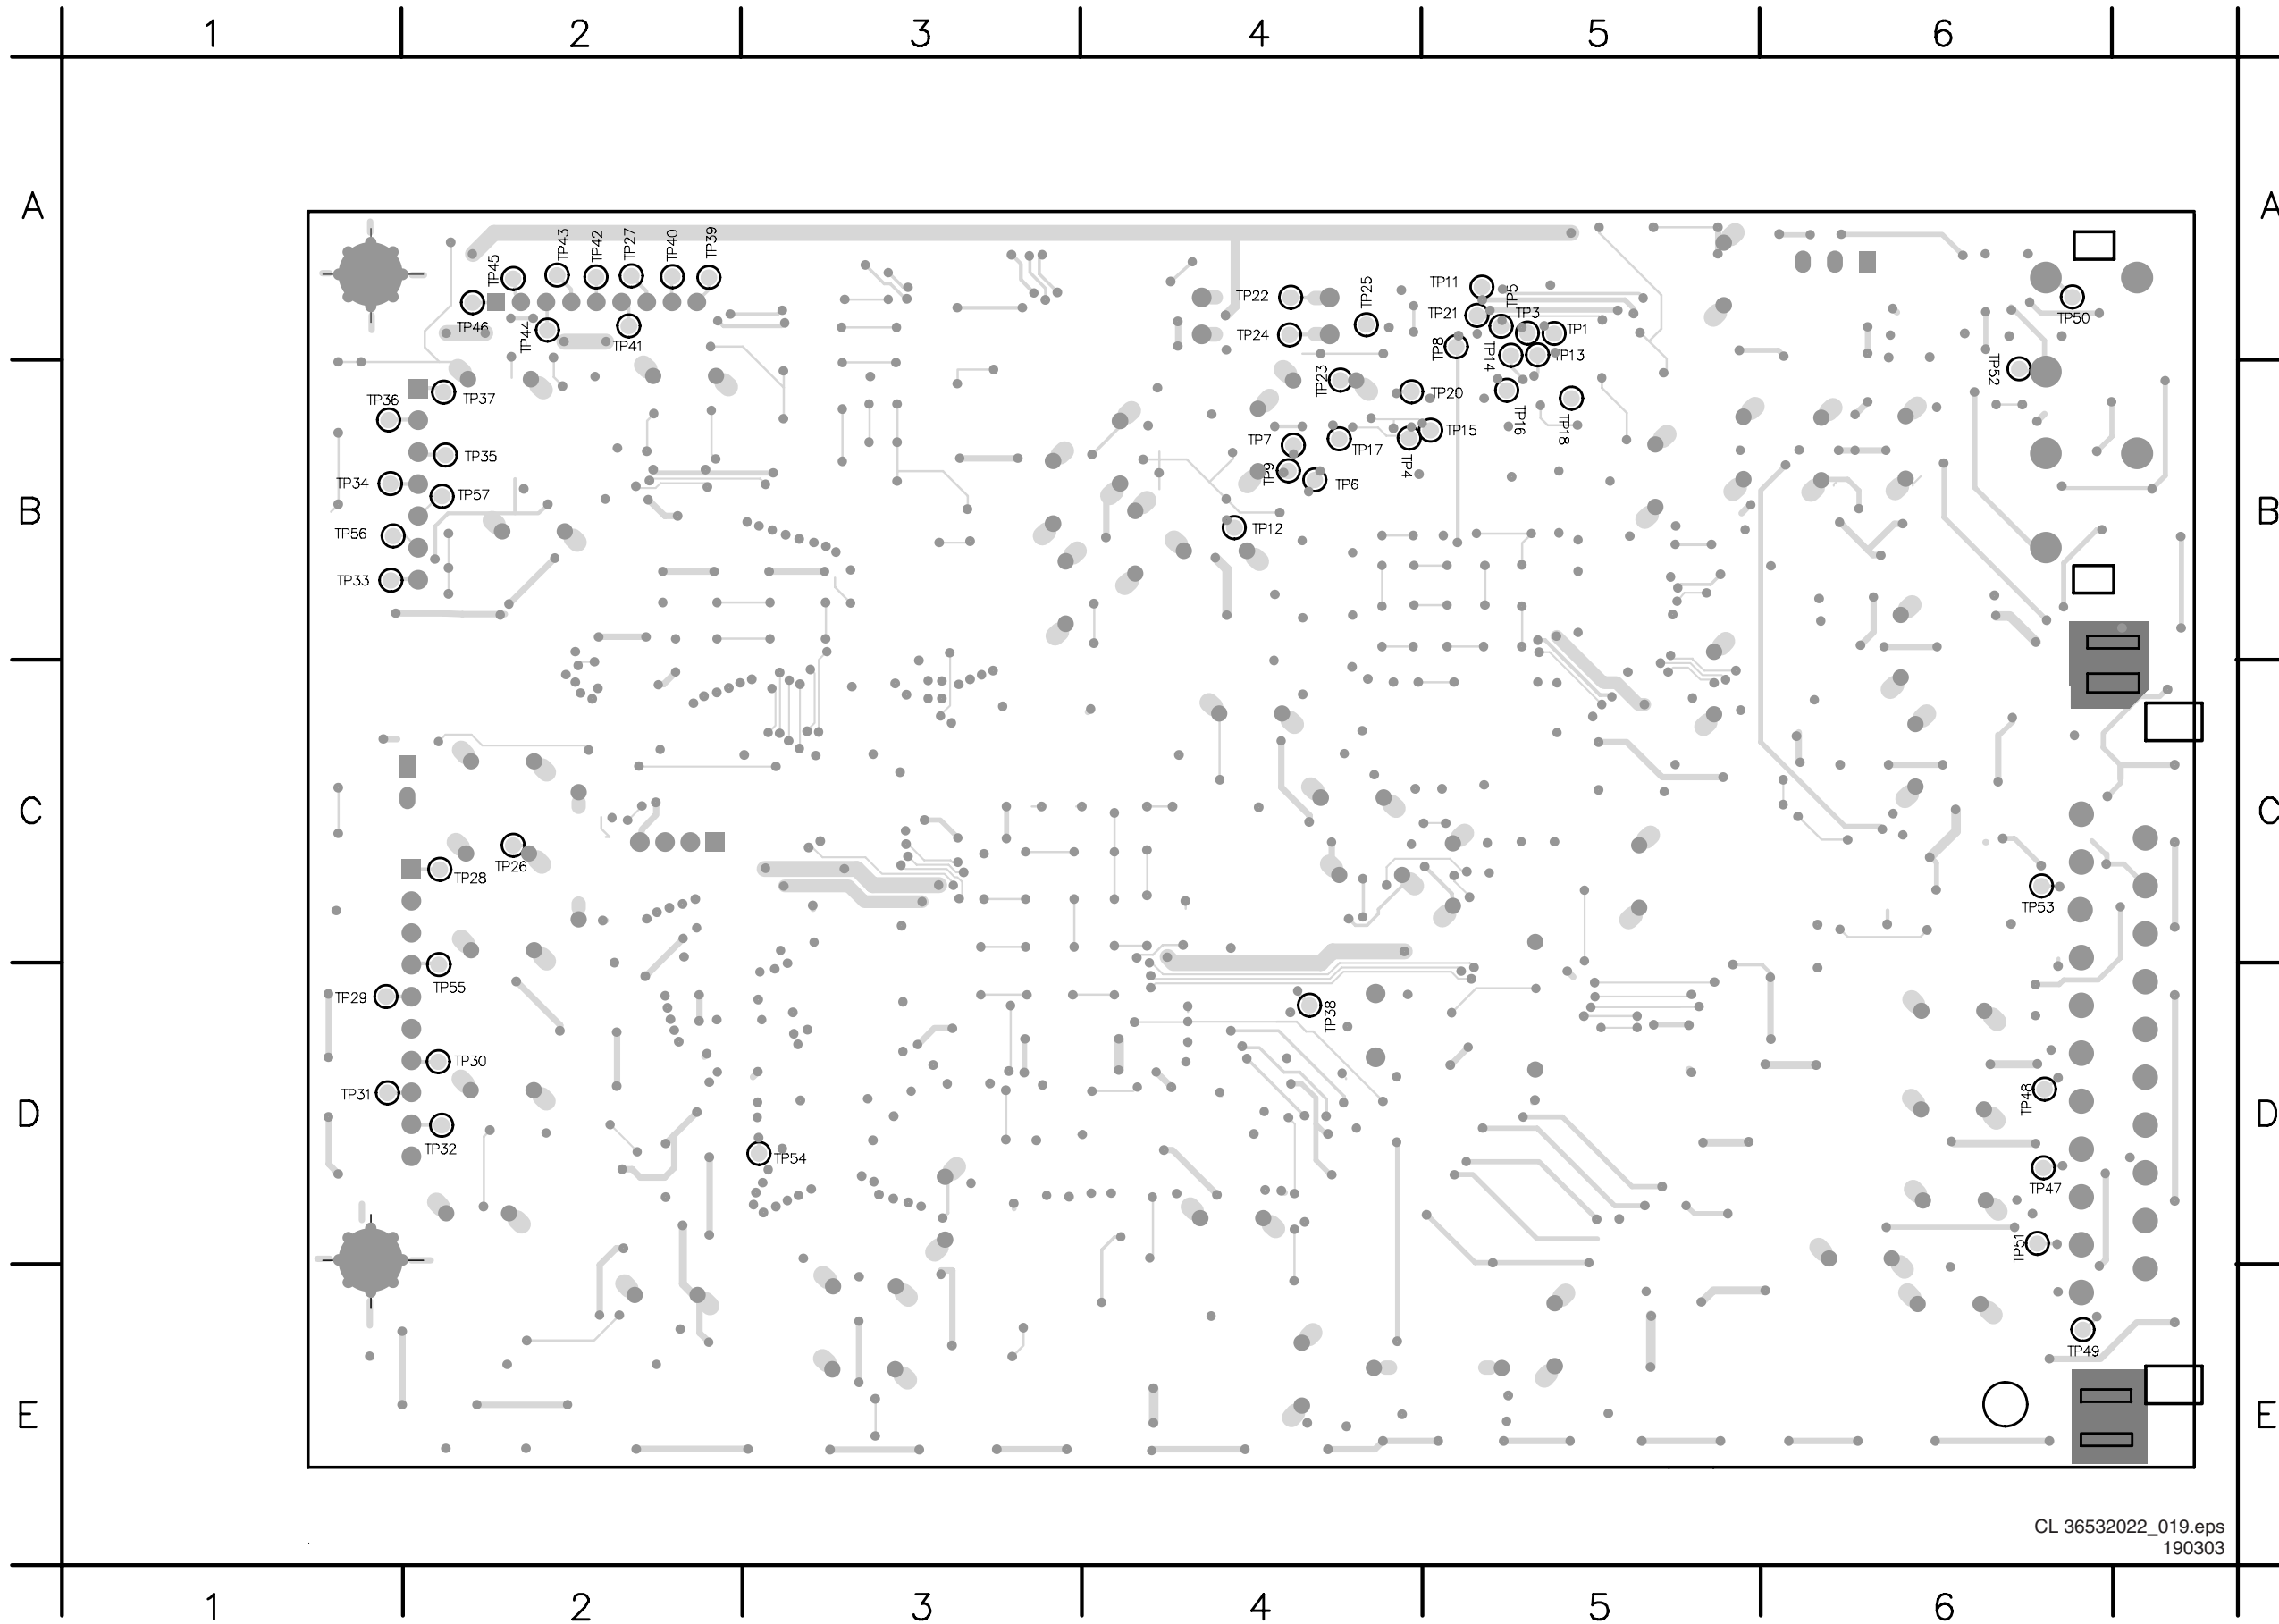 1 2 3 4 5 6
A A
TP45 TP43 TP42 TP27 TP40 TP39
TP22 TP25 TP11 TP5
TP46 TP44 TP41 TP24 TP21 TP3 TP1 TP50
TP8 TP14 TP13
TP23 TP52
TP36 TP37 TP20 TP16 TP18
TP35 TP7 TP17 TP4 TP15
TP34 TP57 TP6
B B
TP56 TP12
TP33
C C
TP28 TP26
TP53
TP29 TP55 TP38
TP30
TP31 TP48
D D
TP32 TP54
TP47
TP51
TP49
E E
CL 36532022_019.eps
190303
1 2 3 4 5 6